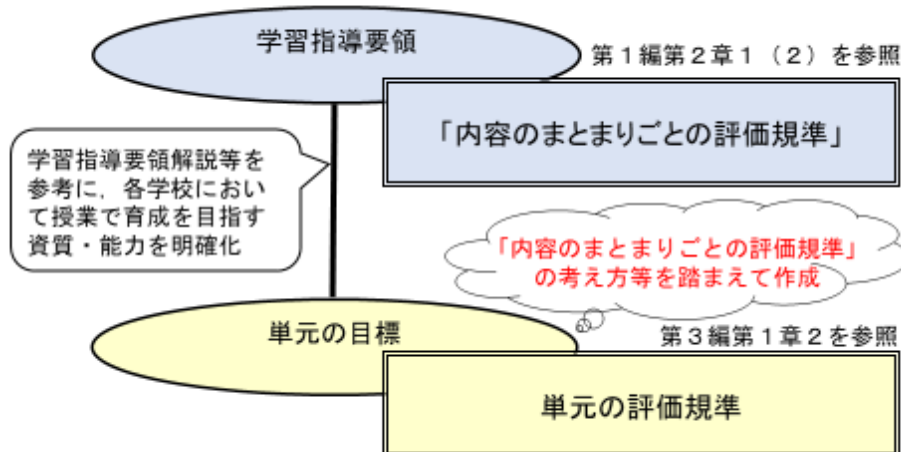 学習指導要領
第1編第2章1（2）を参照
「内容のまとまりごとの評価規準」
学習指導要領解説等を
参考に，各学校におい
て授業で育成を目指す
資質・能力を明確化
「内容のまとまりごとの評価規準」
の考え方等を踏まえて作成
単元の目標
第3編第1章2を参照
単元の評価規準